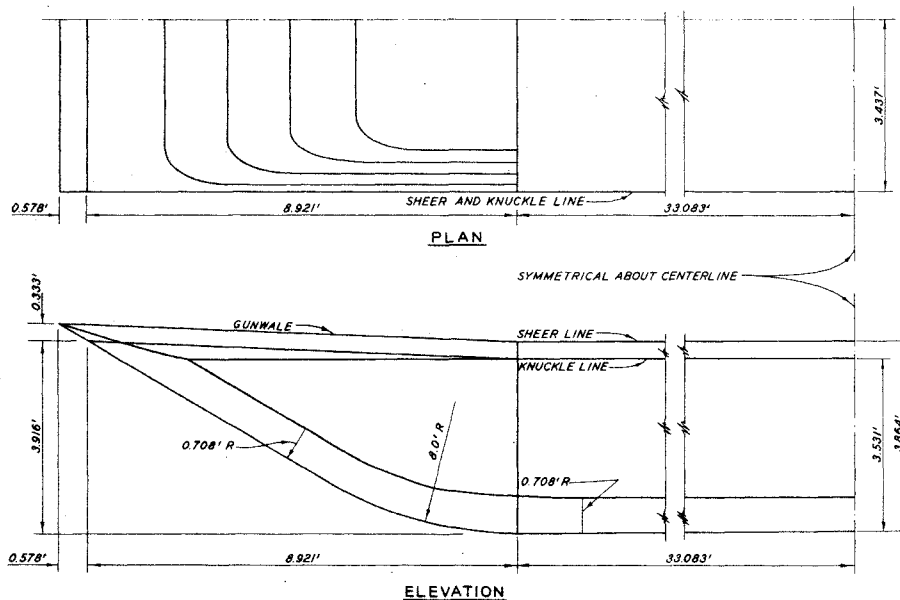 3.437'
SHEER AND KNUCKLE LINE
0.578'
8.921'
33.083'
PLAN
SYMMETRICAL ABOUT CENTERLINE
0.333'
GUNWALE
SHEER LINE
KNUCKLE LINE
3.916'
0.708' R
8.0' R
0.708' R
3.531'
3.864'
0.578'
8.921'
33.083'
ELEVATION